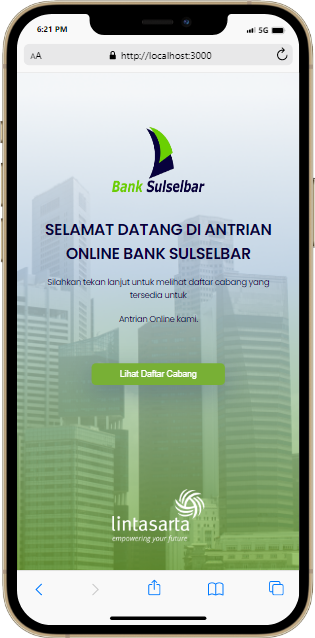 6:21 PM
5G
AA
http://localhost:3000
Bank Sulselbar
SELAMAT DATANG DI ANTRIAN
ONLINE BANK SULSELBAR
Silahkan tekan lanjut untuk melihat daftar cabang yang
tersedia untuk
Antrian Online kami.
Lihat Daftar Cabang
lintasarta
empowering your future